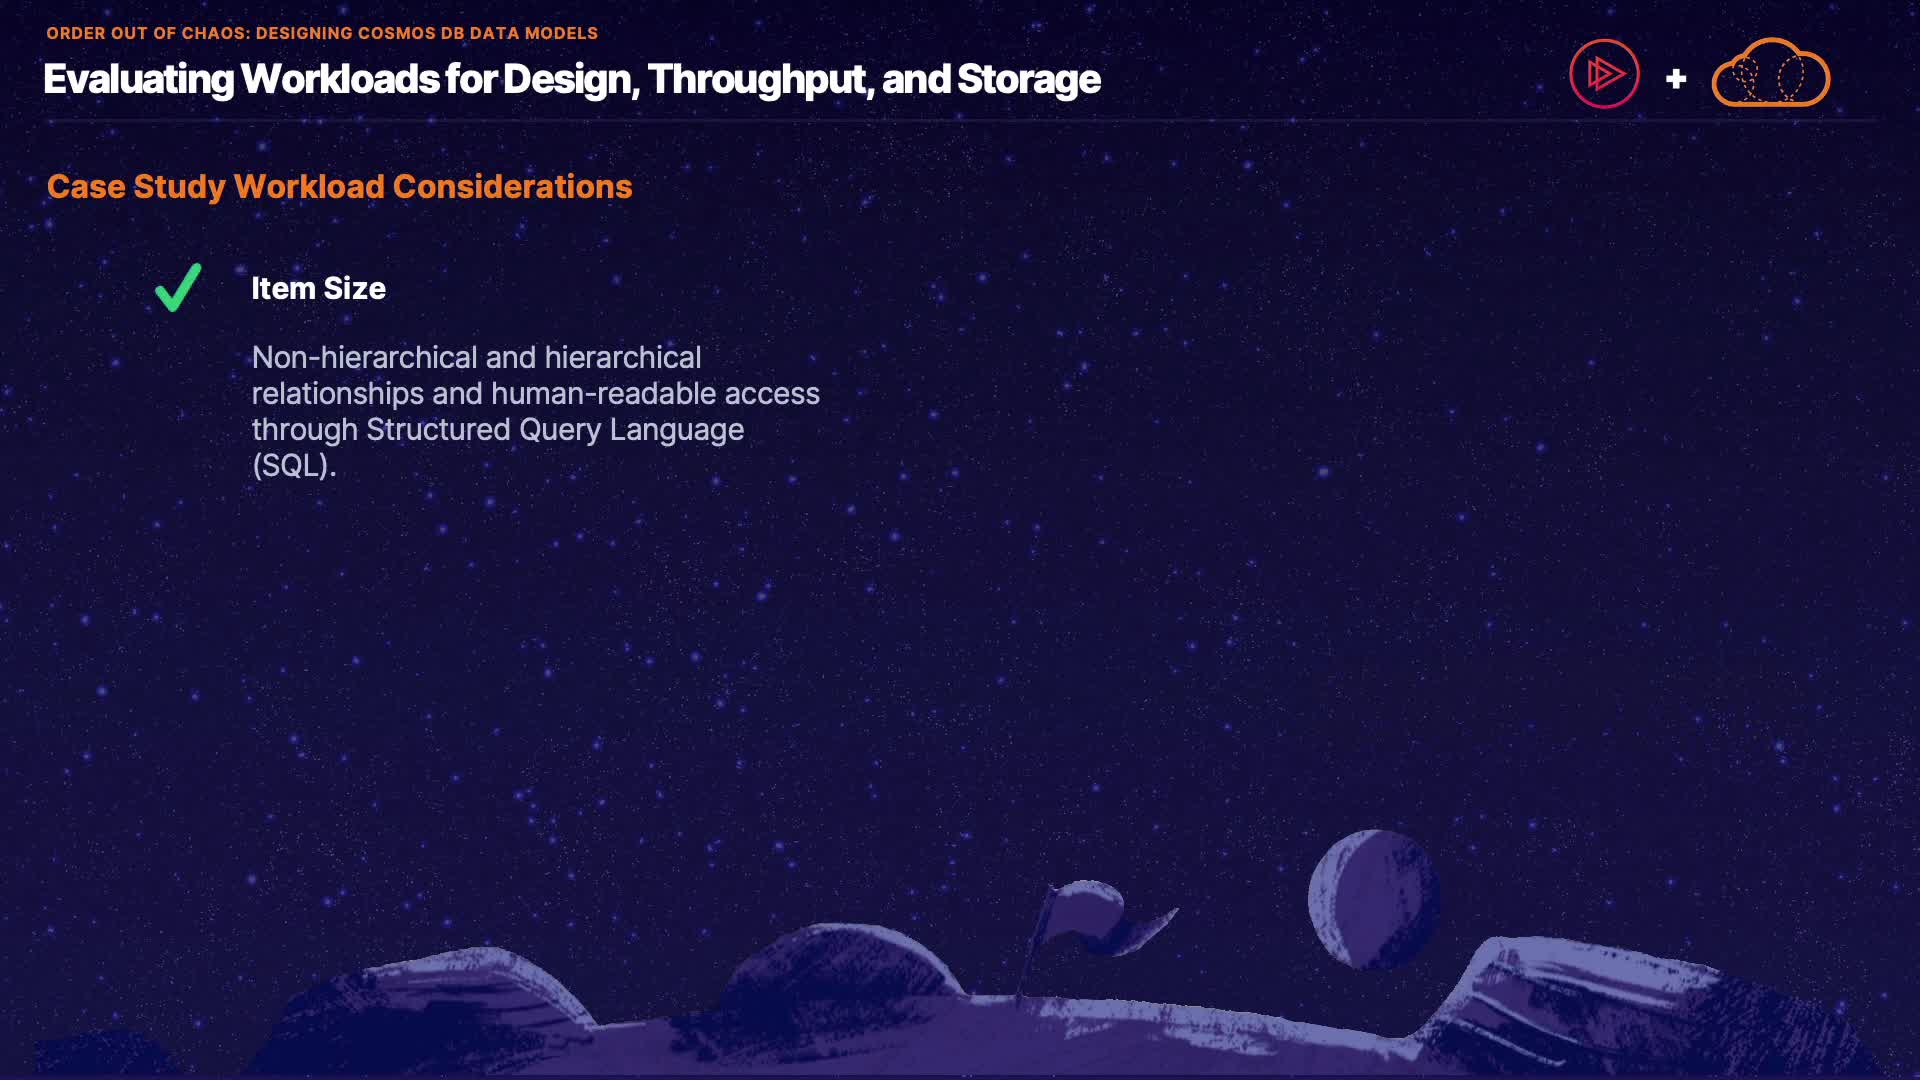 ORDER OUT OF CHAOS: DESIGNING COSMOS DB DATA MODELS
Evaluating Workloads for Design, Throughput, and Storage
+
Case Study Workload Considerations
Item Size
Non-hierarchical and hierarchical
relationships and human-readable access
through Structured Query Language
(SQL).